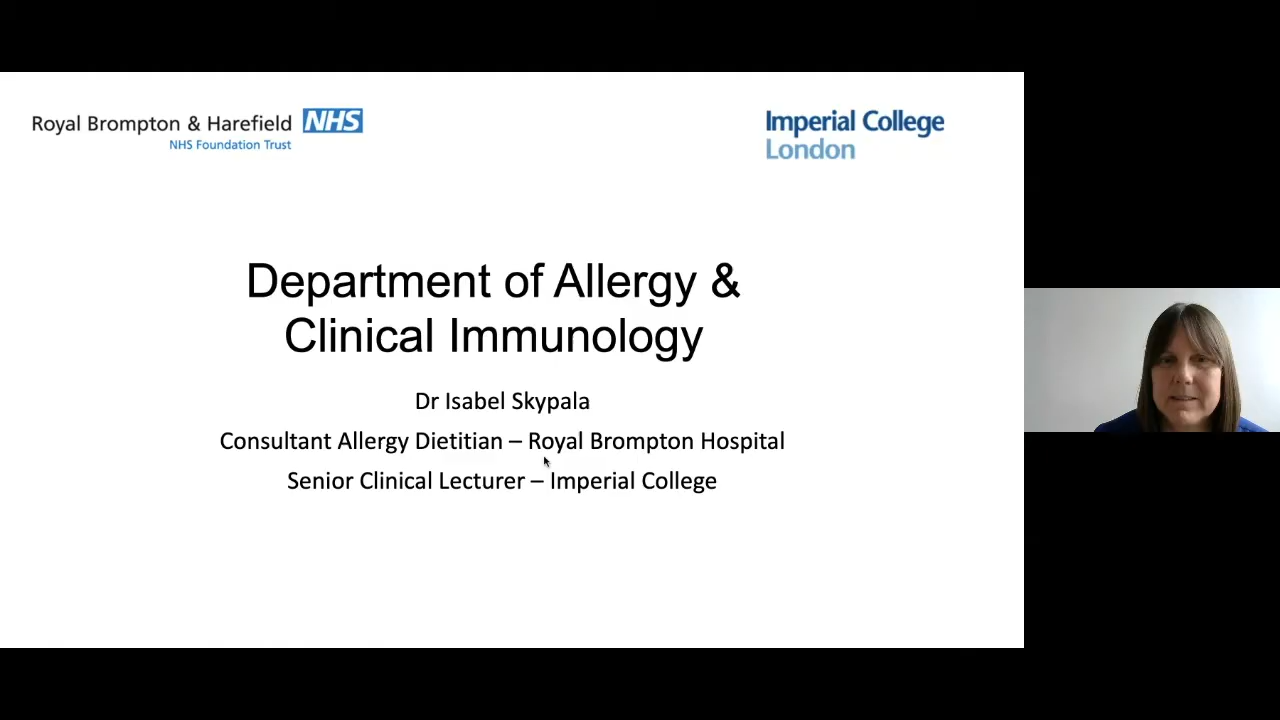 Royal Brompton & Harefield NHS
NHS Foundation Trust
Imperial College
London
Department of Allergy &
Clinical Immunology
Dr Isabel Skypala
Consultant Allergy Dietitian – Royal Brompton Hospital
Senior Clinical Lecturer – Imperial College